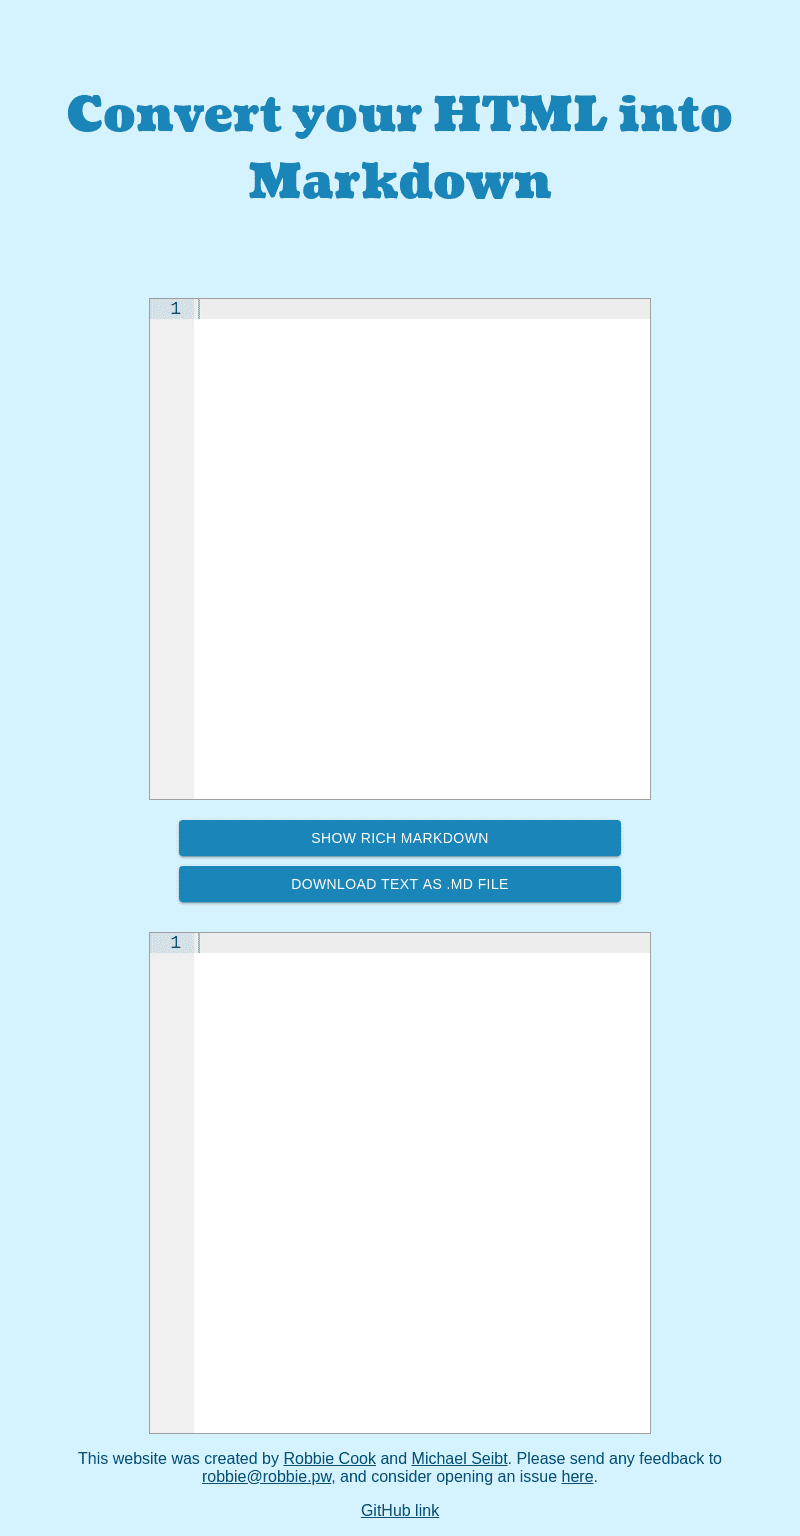 Convert your HTML into
Markdown
1
SHOW RICH MARKDOWN
DOWNLOAD TEXT AS .MD FILE
1
This website was created by Robbie Cook and Michael Seibt. Please send any feedback to
robbie@robbie.pw, and consider opening an issue here.
GitHub link